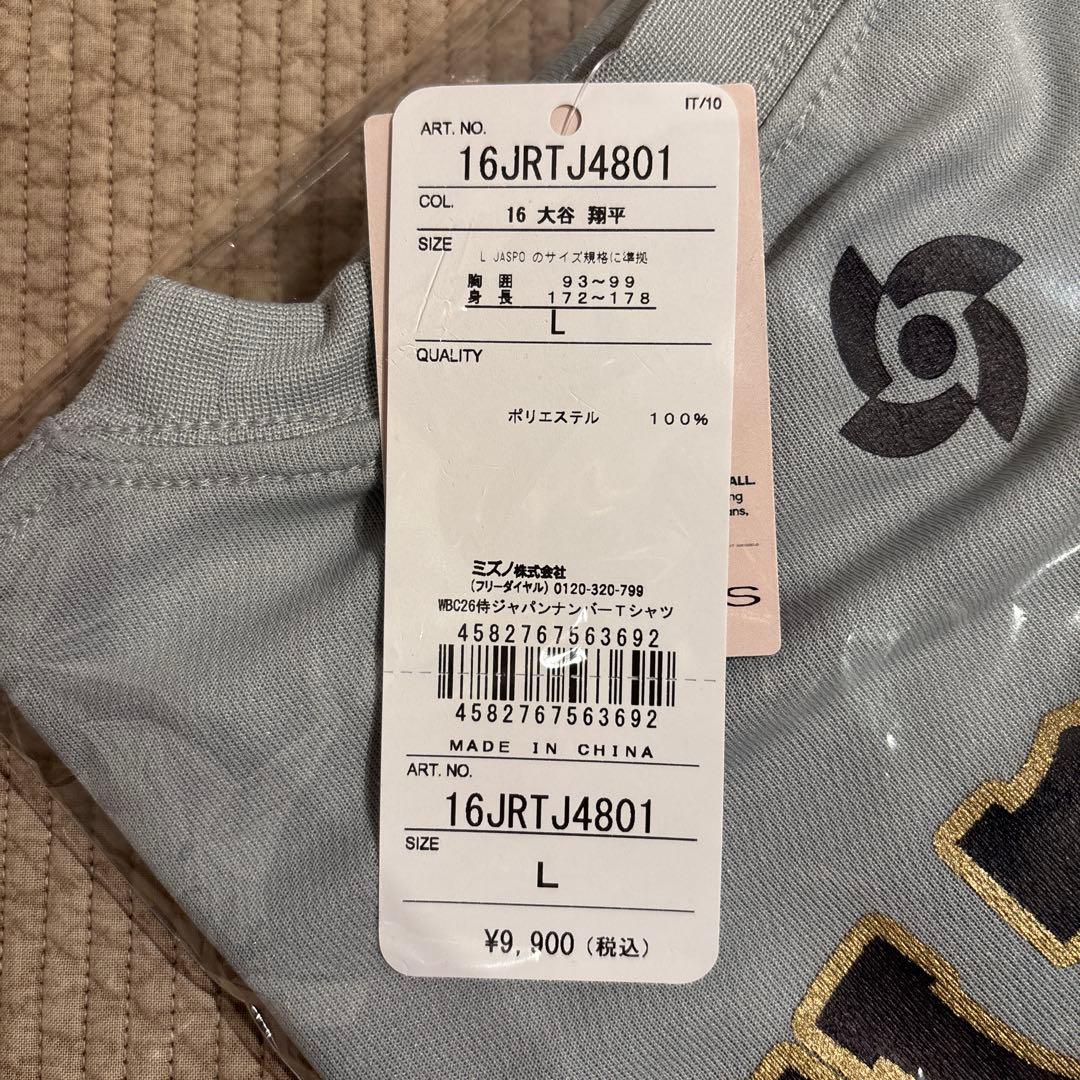 IT/10
ART. NO.
16JRTJ4801
COL.
16 大谷 翔平
SIZE
L JASPO のサイズ規格に準拠
胸 囲 93~99
身 長 172~178
L
QUALITY
ポリエステル 100%
ALL
ng
ans,
ミズノ株式会社
(フリーダイヤル) 0120-320-799
S
WBC26侍ジャパンナンバーTシャツ
4582767563692
4582767563692
MADE IN CHINA
ART. NO.
16JRTJ4801
SIZE
L
¥9,900 (税込)